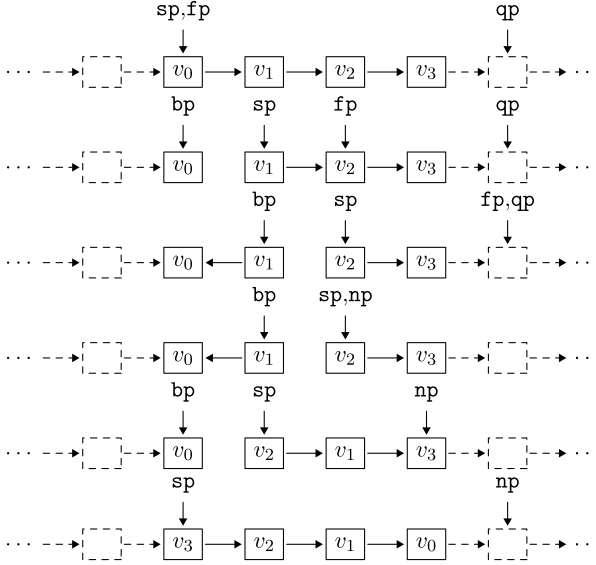 sp,fp qp
··· v0 v1 v2 v3 ··
bp sp fp qp
··· v0 v1 v2 v3 ··
bp sp fp,qp
··· v0 v1 v2 v3 ··
bp sp,np
··· v0 v1 v2 v3 ··
bp sp np
··· v0 v2 v1 v3 ··
sp np
··· v3 v2 v1 v0 ··